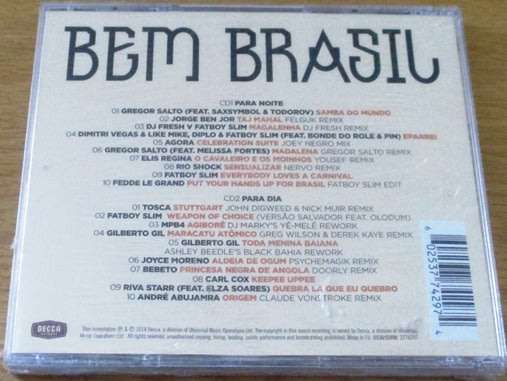 BEM BRASIL
CD1 PARA NOITE
01 GREGOR SALTO (FEAT. SAXSYMBOL & TODOROV) SAMBA DO MUNDO
02 JORGE BEN JOR TAJ MAHAL FELGUK REMIX
03 DJ FRESH V FATBOY SLIM MAGALENHA DJ FRESH REMIX
04 DIMITRI VEGAS & LIKE MIKE, DIPLO & FATBOY SLIM (FEAT. BONDE DO ROLE & PIN) EPARREI
05 AGORA CELEBRATION SUITE JOEY NEGRO MIX
06 GREGOR SALTO (FEAT. MELISSA FORTES) MADALENA GREGOR SALTO REMIX
07 ELIS REGINA O CAVALEIRO E OS MOINHOS YOUSEF REMIX
08 RIO SHOCK SENSUALIZAR NERVO REMIX
09 FATBOY SLIM EVERYBODY LOVES A CARNIVAL
10 FEDDE LE GRAND PUT YOUR HANDS UP FOR BRASIL FATBOY SLIM EDIT
CD2 PARA DIA
01 TOSCA STUTTGART JOHN DIGWEED & NICK MUIR REMIX
02 FATBOY SLIM WEAPON OF CHOICE (VERSÃO SALVADOR FEAT. OLODUM)
03 MPB4 AGIBORÊ DJ MARKY'S YÊ-MELÊ REWORK
04 GILBERTO GIL MARACATU ATÔMICO GREG WILSON & DEREK KAYE REMIX
05 GILBERTO GIL TODA MENINA BAIANA
ASHLEY BEEDLE'S BLACK BAHIA REWORK
06 JOYCE MORENO ALDEIA DE OGUM PSYCHEMAGIK REMIX
07 BEBETO PRINCESA NEGRA DE ANGOLA DOORLY REMIX
08 CARL COX KEEPEE UPPEE
09 RIVA STARR (FEAT. ELZA SOARES) QUEBRA LA QUE EU QUEBRO
10 ANDRÉ ABUJAMRA ORIGEM CLAUDE VONSTROKE REMIX
DECCA
6 02537 74297 4